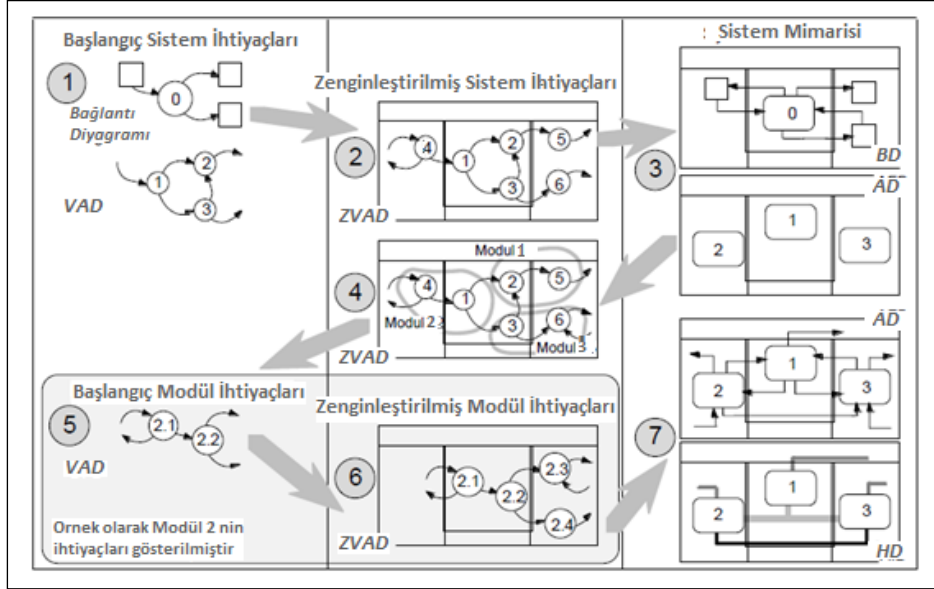 Başlangıç Sistem İhtiyaçları
1
0
Bağlantı
Diyagramı
1
2
3
VAD
Zenginleştirilmiş Sistem İhtiyaçları
2
4
1
2
3
5
6
ZVAD
: Sistem Mimarisi
3
0
BD
AD
1
2
3
4
Modul 1
4
1
2
3
5
6
Modul 2
Modul 3
ZVAD
Başlangıç Modül İhtiyaçları
5
2.1
2.2
VAD
Ornek olarak Modül 2 nin
ihtiyaçları gösterilmiştir
Zenginleştirilmiş Modül İhtiyaçları
6
2.1
2.2
2.3
2.4
ZVAD
7
AD
1
2
3
1
2
3
HD